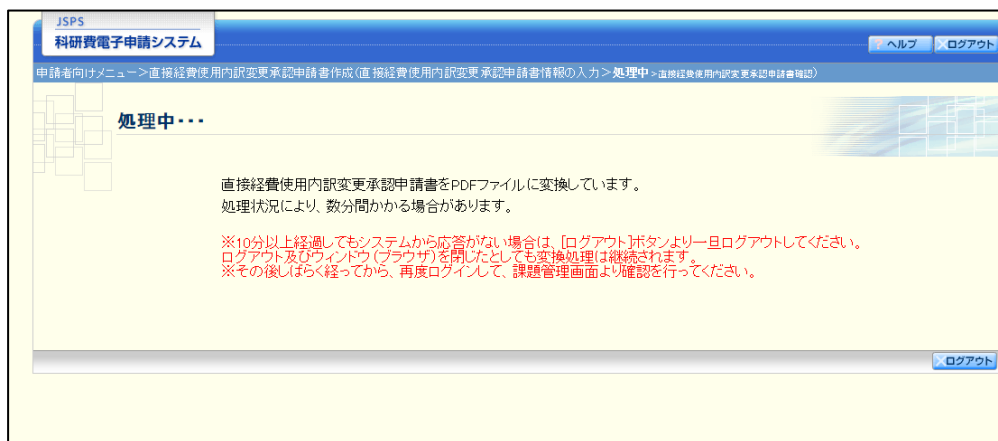 JSPS
科研費電子申請システム
? ヘルプ
×ログアウト
申請者向けメニュー>直接経費使用内訳変更承認申請書作成(直接経費使用内訳変更承認申請書情報の入力>処理中>直接経費使用内訳変更承認申請書確認)
処理中・・・
直接経費使用内訳変更承認申請書をPDFファイルに変換しています。
処理状況により、数分間かかる場合があります。
※10分以上経過してもシステムから応答がない場合は、[ログアウト]ボタンより一旦ログアウトしてください。
ログアウト及びウィンドウ(ブラウザ)を閉じたとしても変換処理は継続されます。
※その後しばらく経ってから、再度ログインして、課題管理画面より確認を行ってください。
×ログアウト